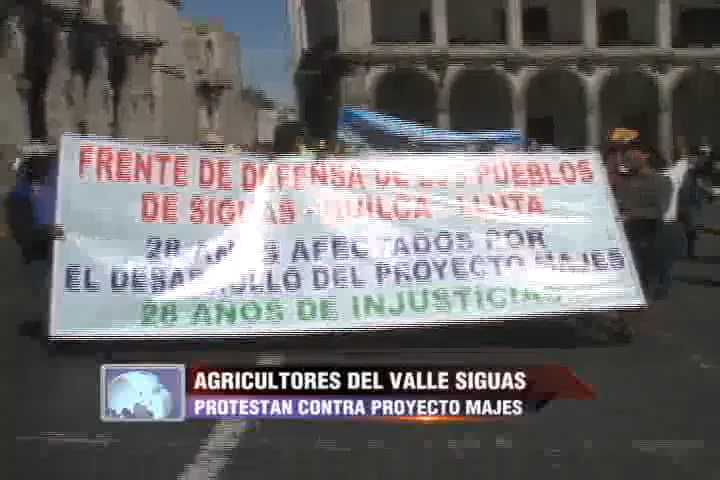 FRENTE DE DEFENSA DE LOS PUEBLOS
DE SIGUAS - QUILCA - LLUTA
28 AÑOS AFECTADOS POR
EL DESARROLLO DEL PROYECTO MAJES
28 AÑOS DE INJUSTICIA
AGRICULTORES DEL VALLE SIGUAS
PROTESTAN CONTRA PROYECTO MAJES